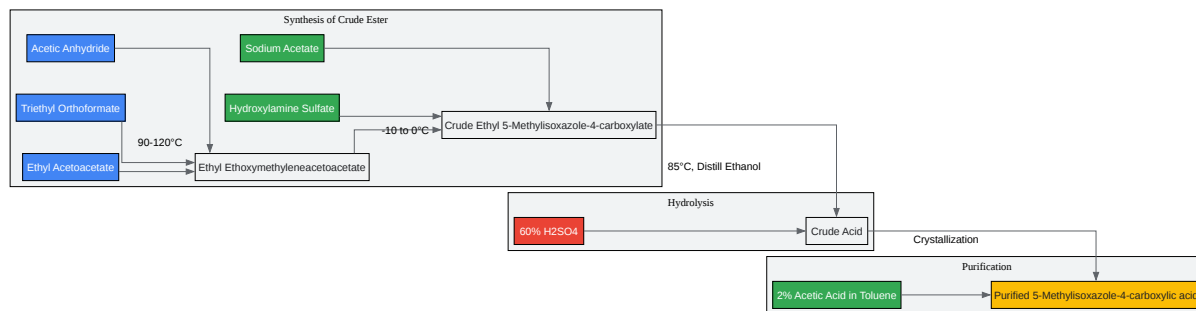 Synthesis of Crude Ester
Acetic Anhydride
Sodium Acetate
Triethyl Orthoformate
Hydroxylamine Sulfate
Crude Ethyl 5-Methylisoxazole-4-carboxylate
-10 to 0°C
90-120°C
Ethyl Acetoacetate
Ethyl Ethoxymethyleneacetoacetate
85°C, Distill Ethanol
Hydrolysis
60% H2SO4
Crude Acid
Crystallization
Purification
2% Acetic Acid in Toluene
Purified 5-Methylisoxazole-4-carboxylic acid